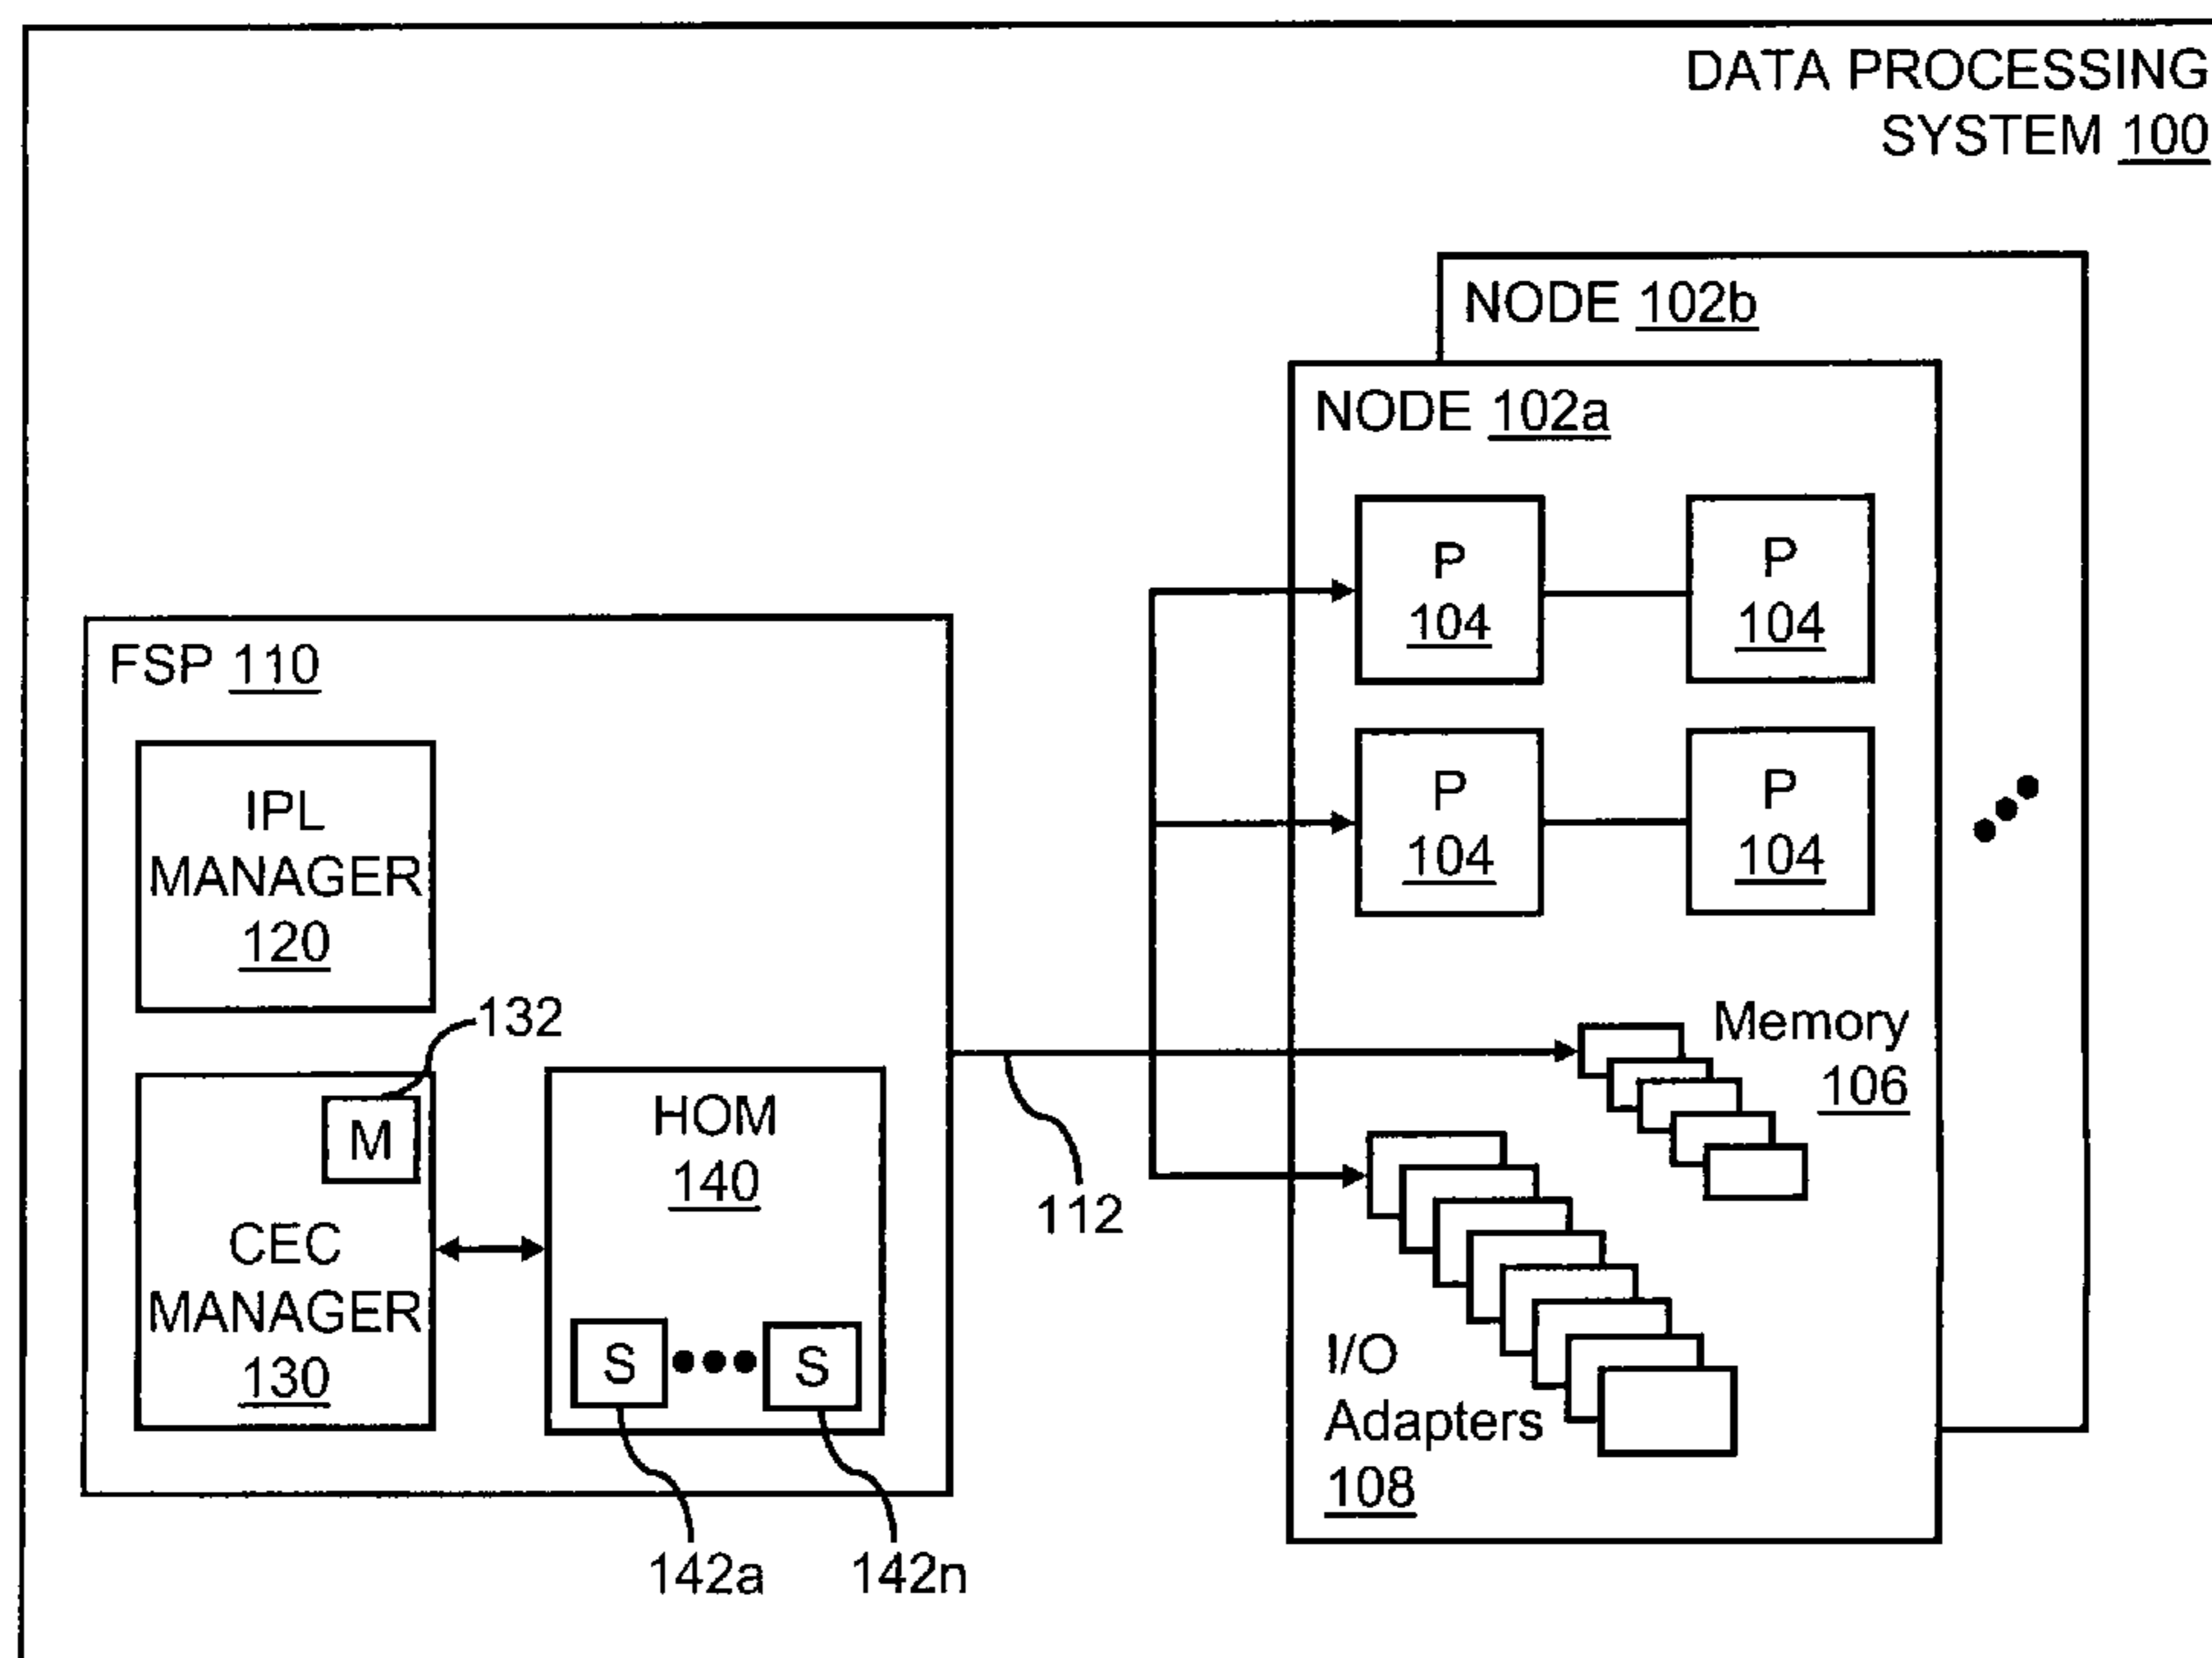 DATA PROCESSING
SYSTEM 100
NODE 102b
NODE 102a
P
104
P
104
P
104
P
104
Memory
106
I/O
Adapters
108
FSP 110
IPL
MANAGER
120
132
M
CEC
MANAGER
130
HOM
140
S
S
142a
142n
112